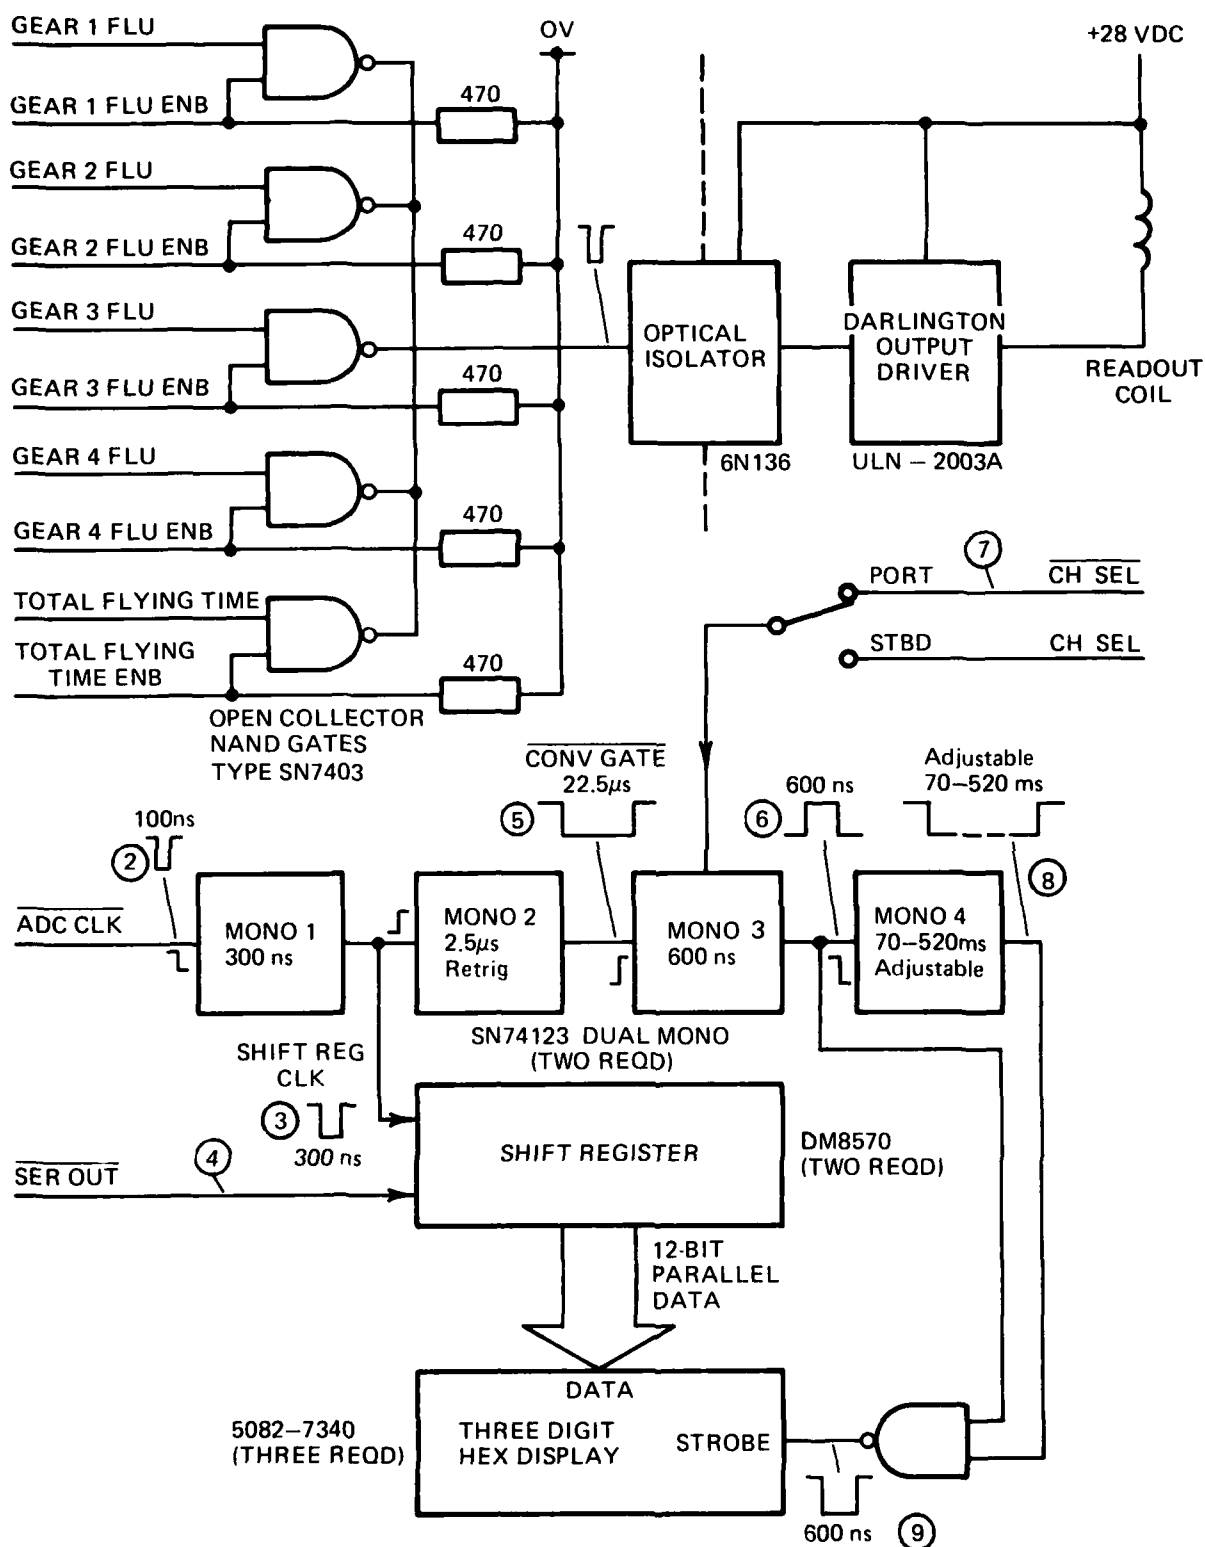 GEAR 1 FLU
GEAR 1 FLU ENB
470
OV
+28 VDC
GEAR 2 FLU
GEAR 2 FLU ENB
470
GEAR 3 FLU
GEAR 3 FLU ENB
470
OPTICAL
ISOLATOR
6N136
DARLINGTON
OUTPUT
DRIVER
ULN – 2003A
READOUT
COIL
GEAR 4 FLU
GEAR 4 FLU ENB
470
TOTAL FLYING TIME
TOTAL FLYING
TIME ENB
470
OPEN COLLECTOR
NAND GATES
TYPE SN7403
7
PORT
CH SEL
STBD
CH SEL
100ns
2
CONV GATE
22.5µs
5
600 ns
6
Adjustable
70–520 ms
8
ADC CLK
MONO 1
300 ns
MONO 2
2.5µs
Retrig
MONO 3
600 ns
MONO 4
70–520ms
Adjustable
SN74123 DUAL MONO
(TWO REQD)
SHIFT REG
CLK
3
300 ns
SER OUT
4
SHIFT REGISTER
DM8570
(TWO REQD)
12-BIT
PARALLEL
DATA
5082–7340
(THREE REQD)
DATA
THREE DIGIT
HEX DISPLAY
STROBE
600 ns
9